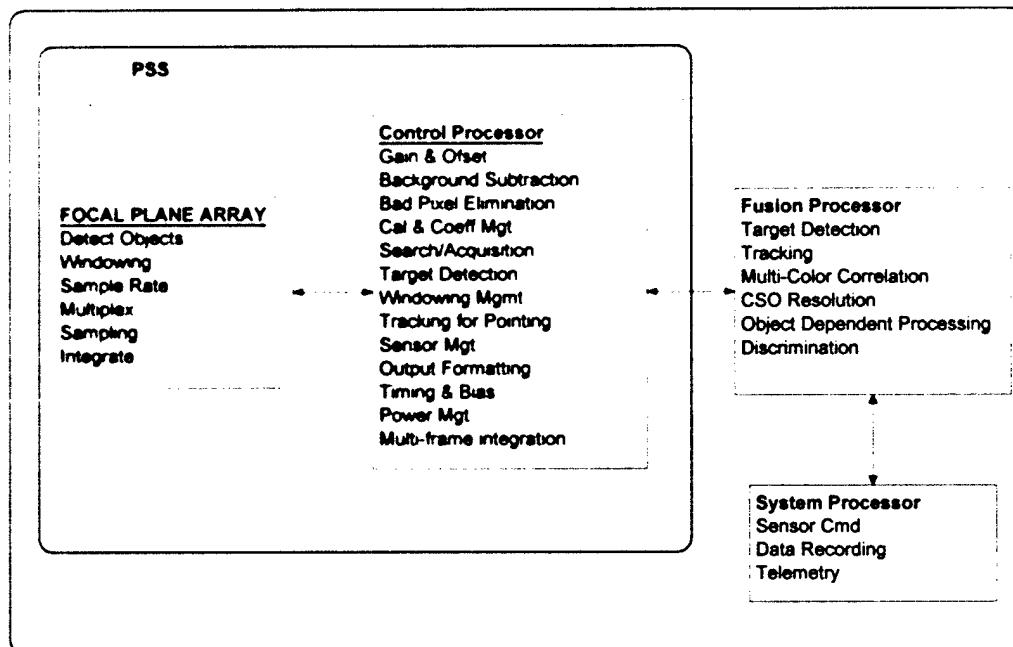 PSS
FOCAL PLANE ARRAY
Detect Objects
Windowing
Sample Rate
Multiplex
Sampling
Integrate
Control Processor
Gain & Ofset
Background Subtraction
Bad Pixel Elimination
Cal & Coeff Mgt
Search/Acquisition
Target Detection
Windowing Mgmt
Tracking for Pointing
Sensor Mgt
Output Formatting
Timing & Bias
Power Mgt
Multi-frame integration
Fusion Processor
Target Detection
Tracking
Multi-Color Correlation
CSO Resolution
Object Dependent Processing
Discrimination
System Processor
Sensor Cmd
Data Recording
Telemetry